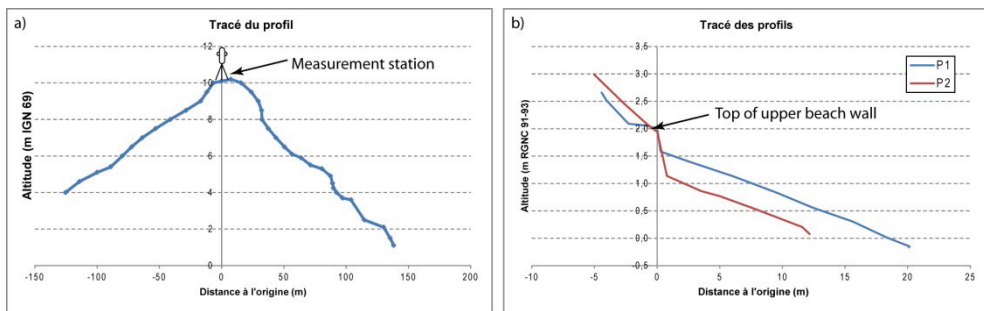 a)
Tracé du profil
12
10
8
6
4
2
0
-150
-100
-50
0
50
100
150
Altitude (m IGN 69)
Distance à l'origine (m)
Measurement station
b)
Tracé des profils
3.5
3.0
2.5
2.0
1.5
1.0
0.5
0.0
-0.5
-10
-5
0
5
10
15
20
25
Altitude (m RGNC 91-93)
Distance à l'origine (m)
P1
P2
Top of upper beach wall